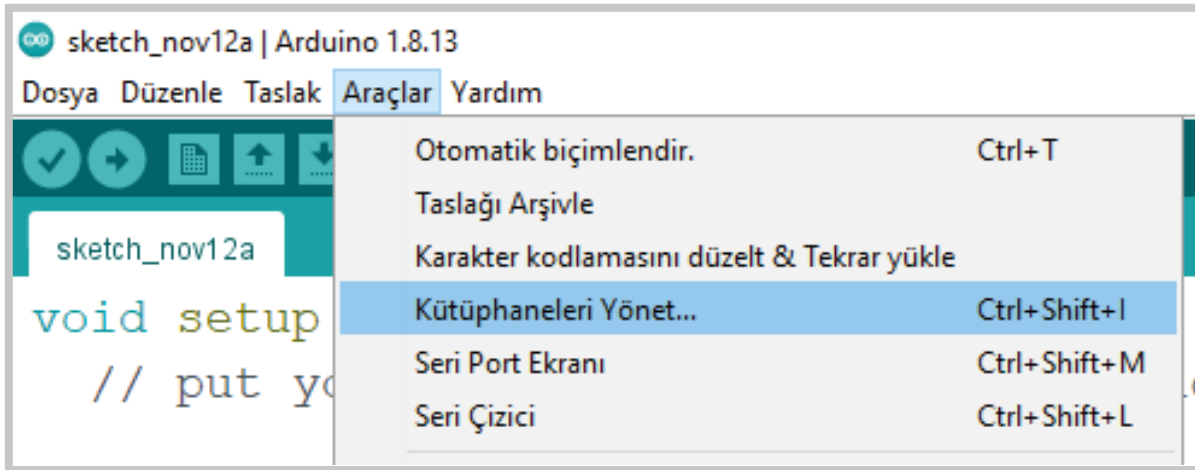 sketch_nov12a | Arduino 1.8.13
Dosya Düzenle Taslak Araçlar Yardım
Otomatik biçimlendir. Ctrl+T
Taslağı Arşivle
sketch_nov12a
Karakter kodlamasını düzelt & Tekrar yükle
void setup
Kütüphaneleri Yönet... Ctrl+Shift+I
Seri Port Ekranı Ctrl+Shift+M
// put
Seri Çizici Ctrl+Shift+L